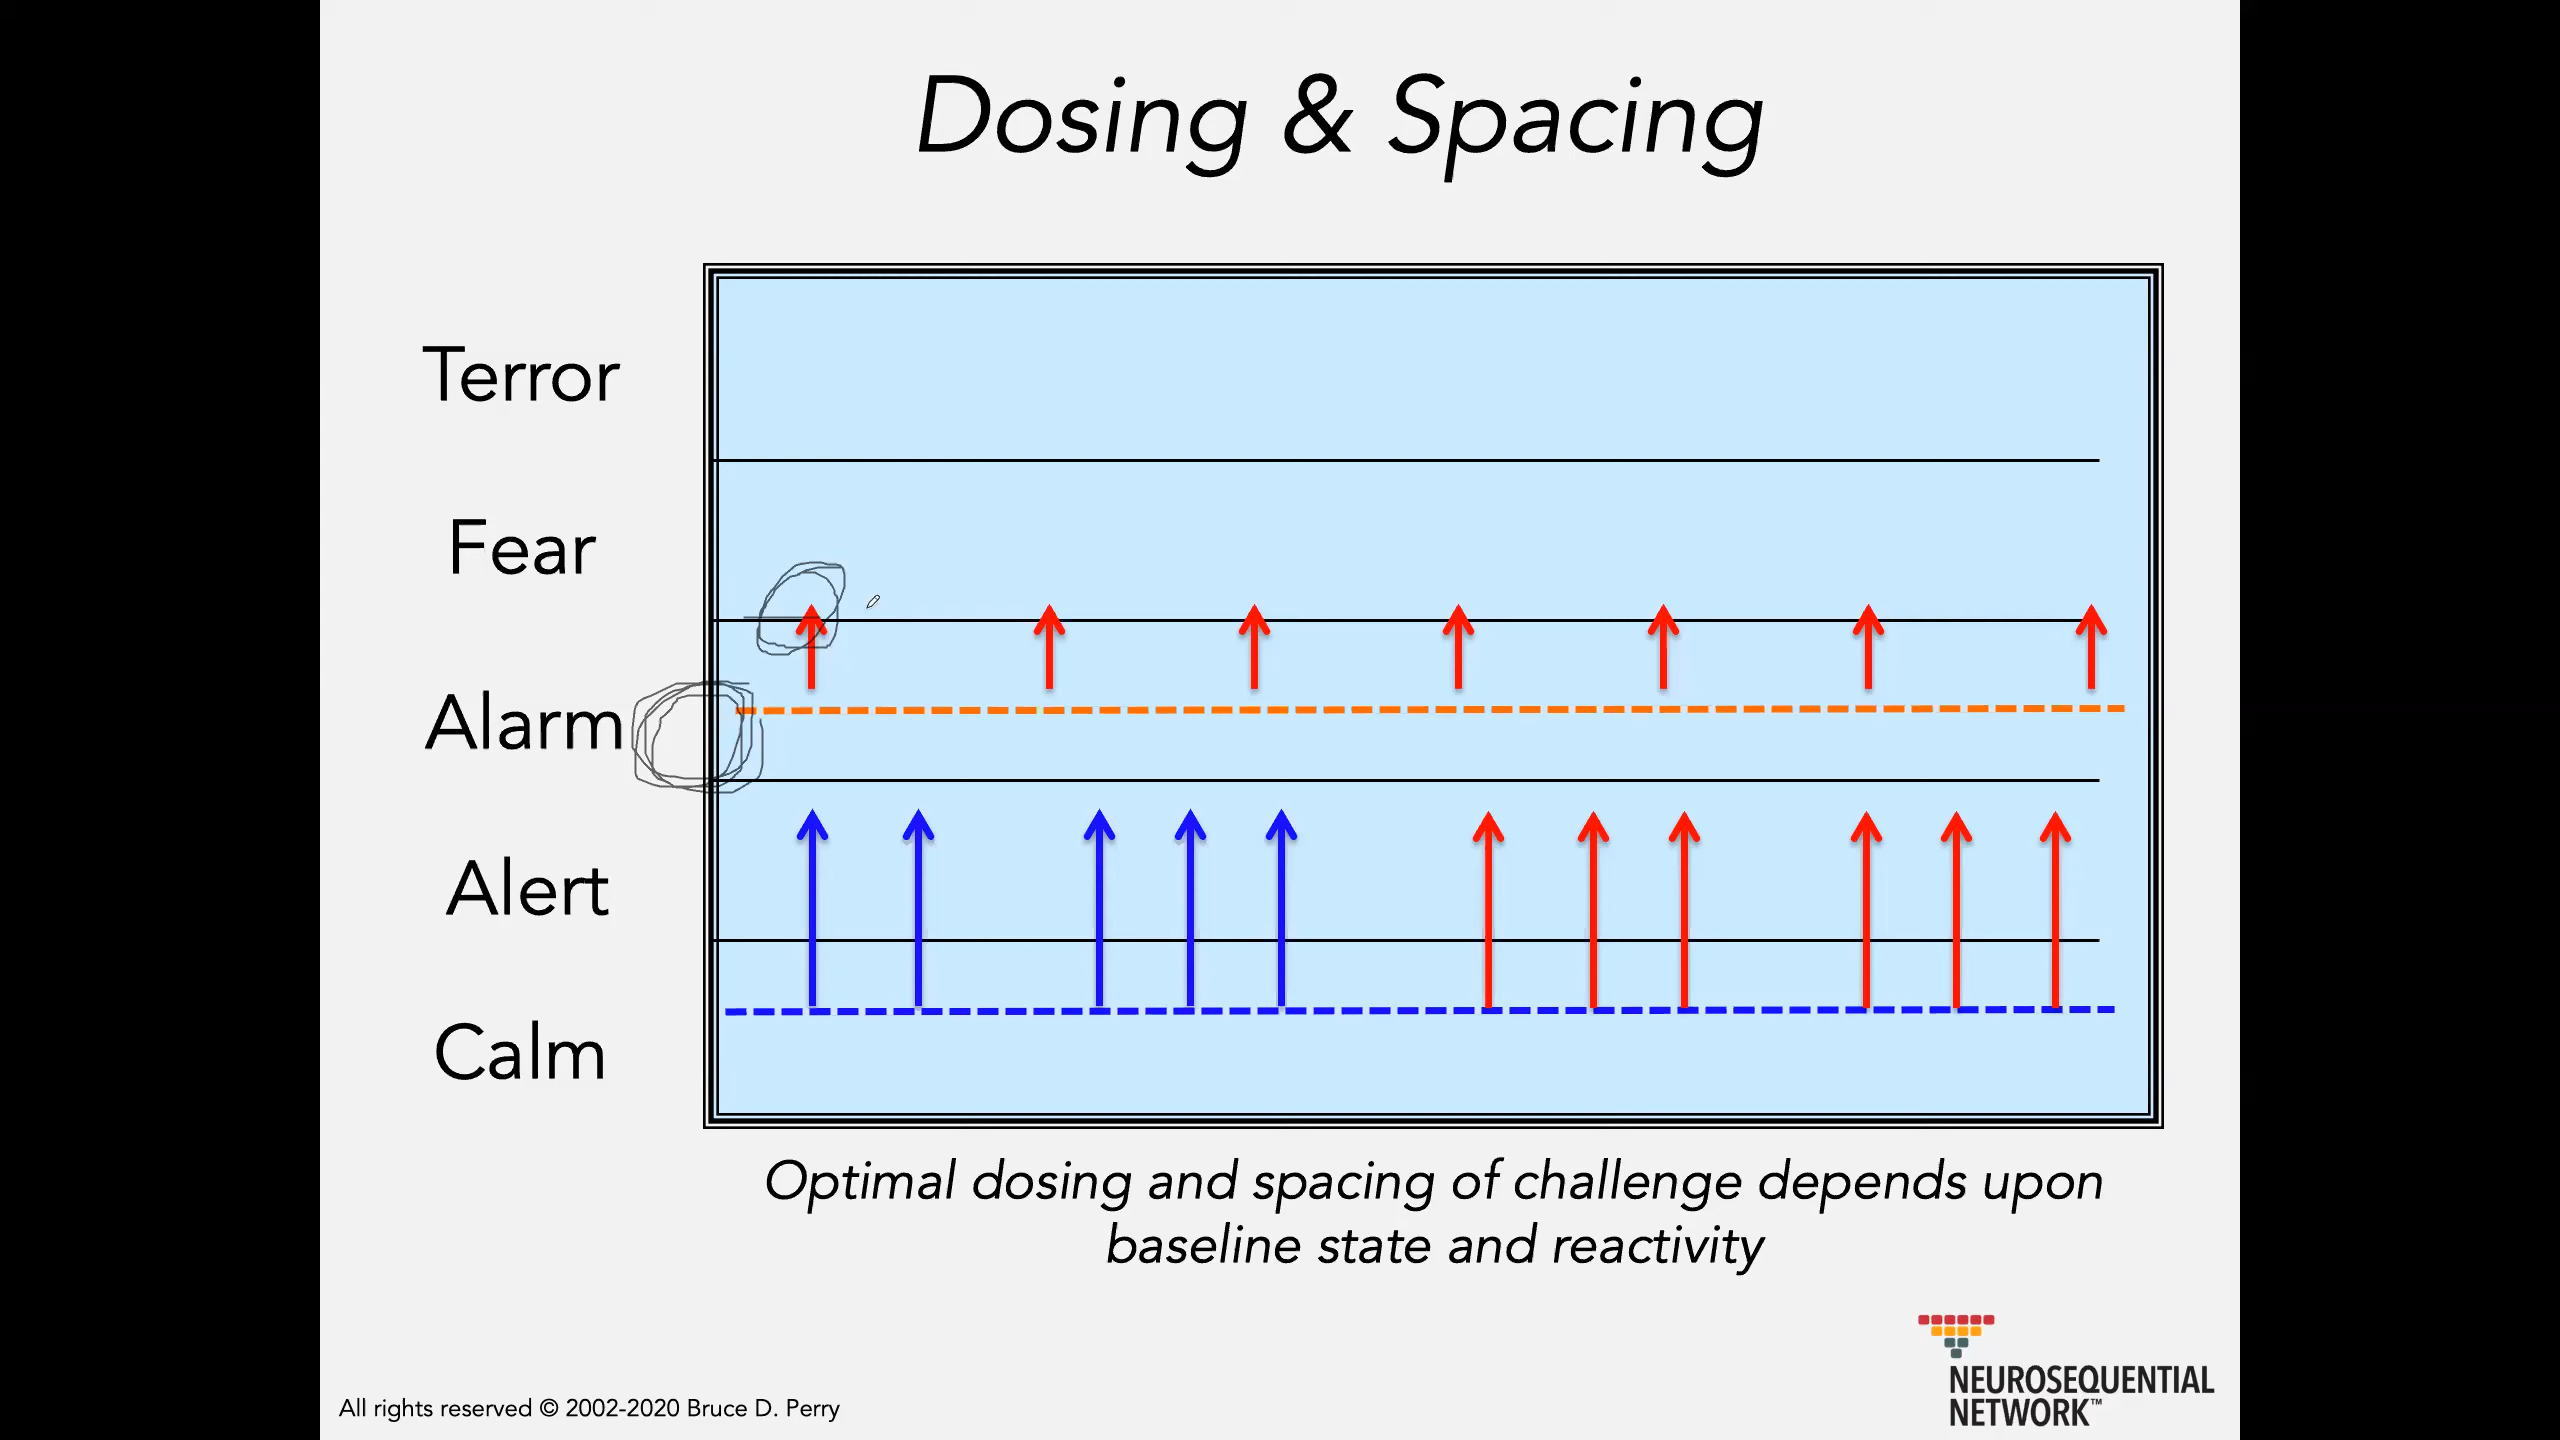 Dosing & Spacing
Terror
Fear
Alarm
Alert
Calm
Optimal dosing and spacing of challenge depends upon
baseline state and reactivity
NEUROSEQUENTIAL
NETWORK™
All rights reserved © 2002-2020 Bruce D. Perry